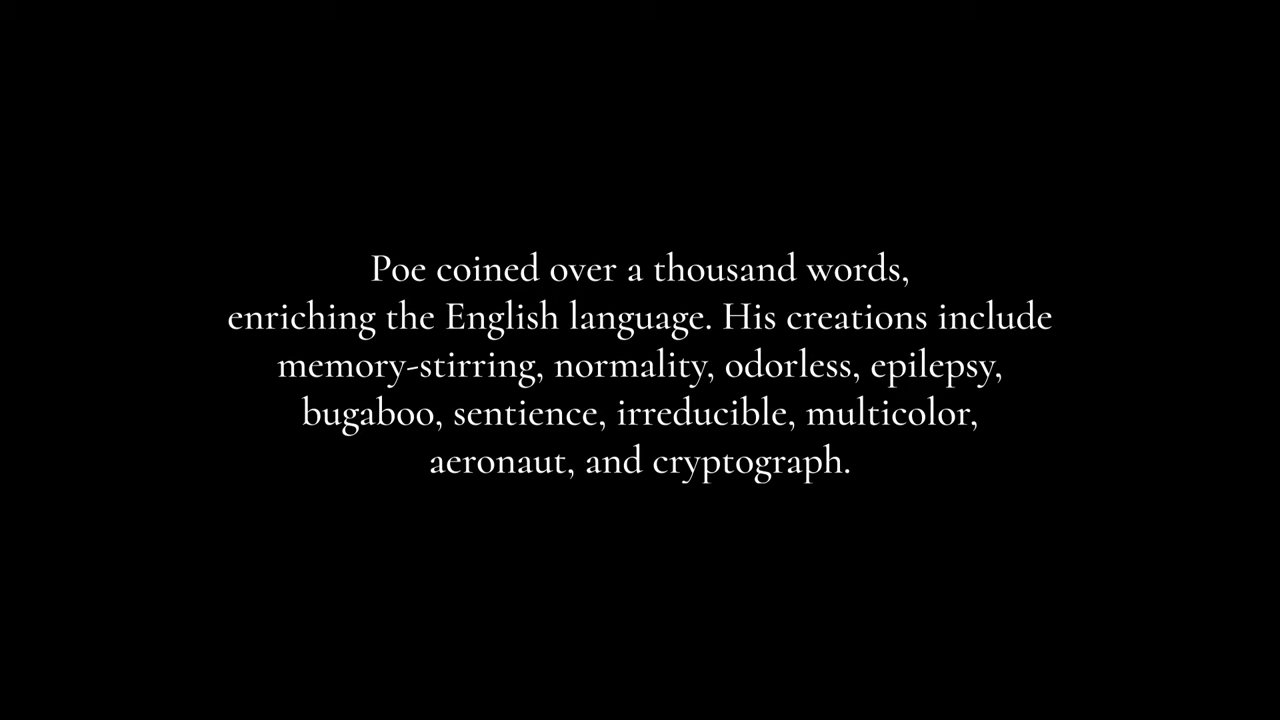 Poe coined over a thousand words,
enriching the English language. His creations include
memory-stirring, normality, odorless, epilepsy,
bugaboo, sentience, irreducible, multicolor,
aeronaut, and cryptograph.